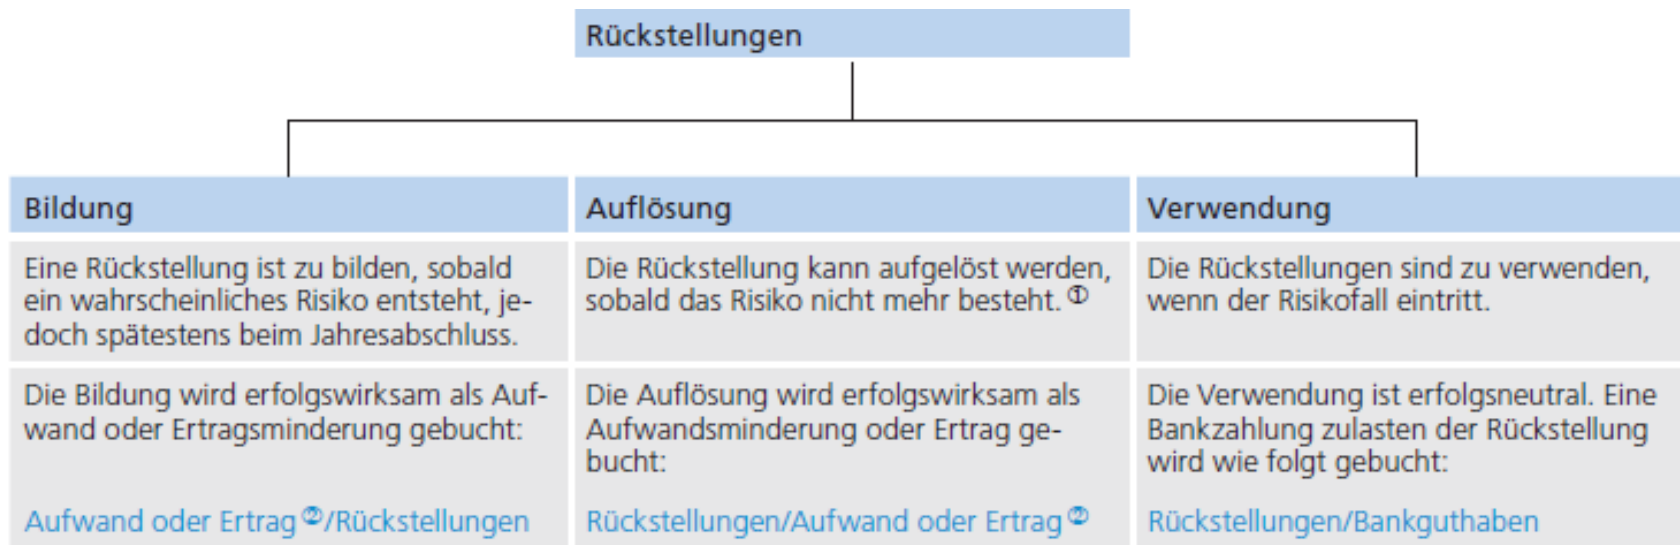 Rückstellungen
Bildung
Eine Rückstellung ist zu bilden, sobald
ein wahrscheinliches Risiko entsteht, je-
doch spätestens beim Jahresabschluss.
Die Bildung wird erfolgswirksam als Auf-
wand oder Ertragsminderung gebucht:
Aufwand oder Ertrag ②/Rückstellungen
Auflösung
Die Rückstellung kann aufgelöst werden,
sobald das Risiko nicht mehr besteht. ①
Die Auflösung wird erfolgswirksam als
Aufwandsminderung oder Ertrag ge-
bucht:
Rückstellungen/Aufwand oder Ertrag ②
Verwendung
Die Rückstellungen sind zu verwenden,
wenn der Risikofall eintritt.
Die Verwendung ist erfolgsneutral. Eine
Bankzahlung zulasten der Rückstellung
wird wie folgt gebucht:
Rückstellungen/Bankguthaben